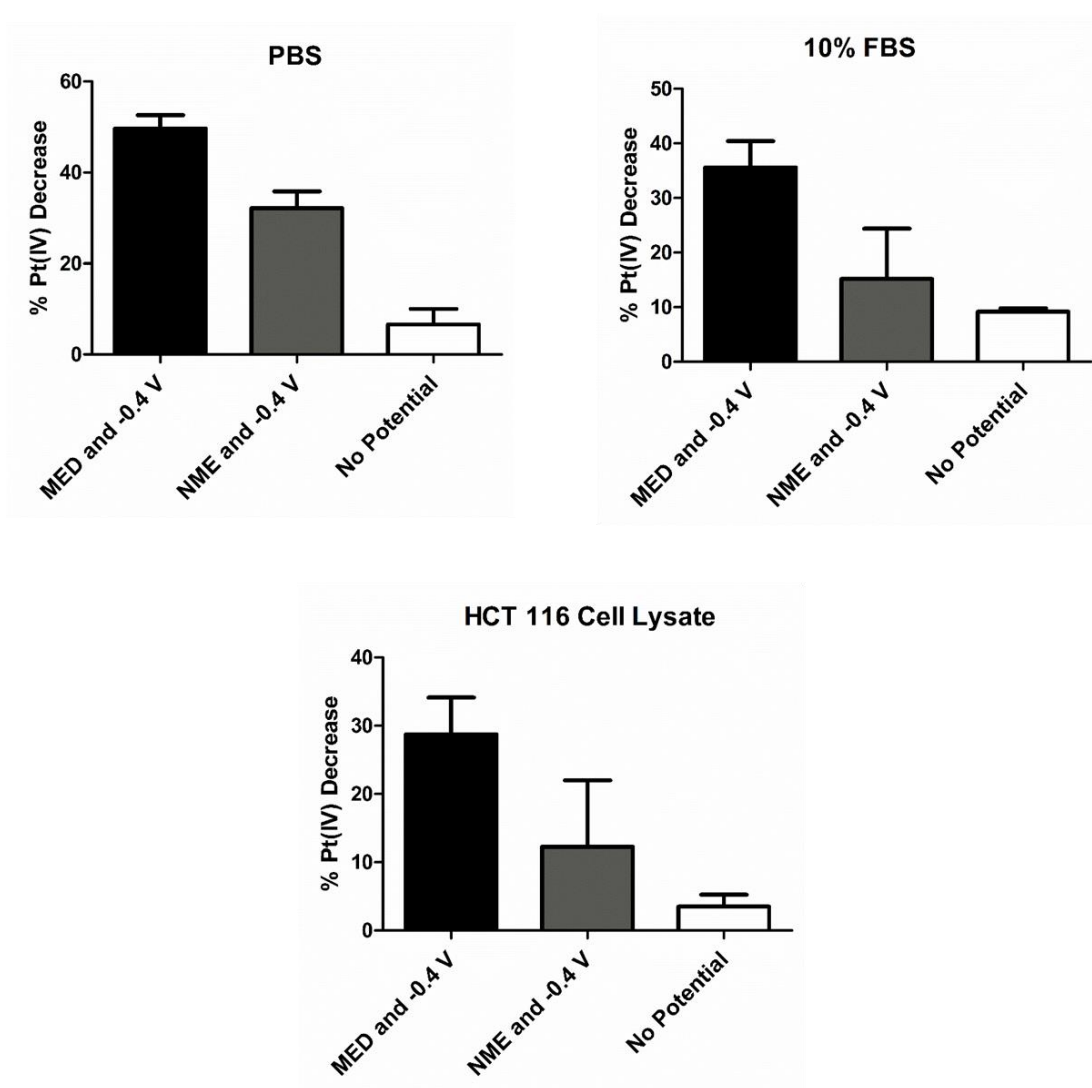 PBS
% Pt(IV) Decrease
60
40
20
0
MED and -0.4 V
NME and -0.4 V
No Potential
10% FBS
% Pt(IV) Decrease
50
40
30
20
10
0
MED and -0.4 V
NME and -0.4 V
No Potential
HCT 116 Cell Lysate
% Pt(IV) Decrease
40
30
20
10
0
MED and -0.4 V
NME and -0.4 V
No Potential